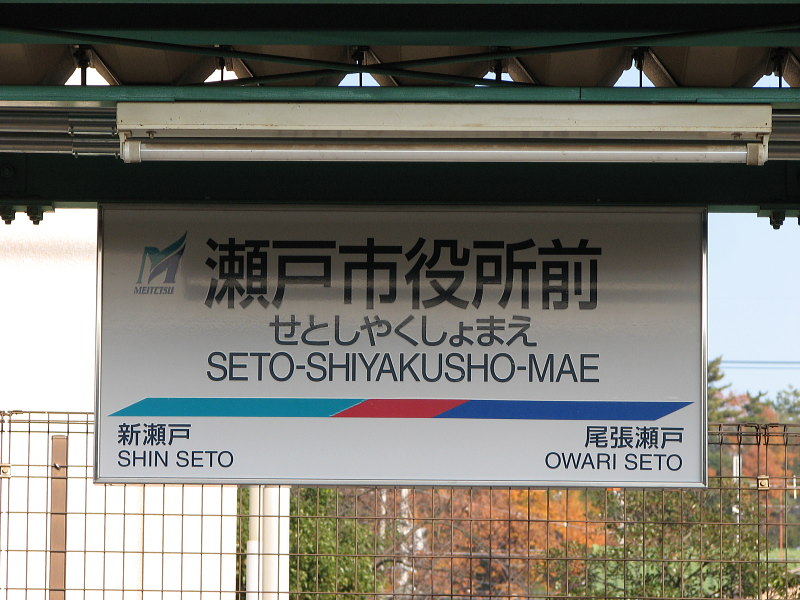 MEITETSU
瀬戸市役所前
せとしやくしょまえ
SETO-SHIYAKUSHO-MAE
新瀬戸
SHIN SETO
尾張瀬戸
OWARI SETO